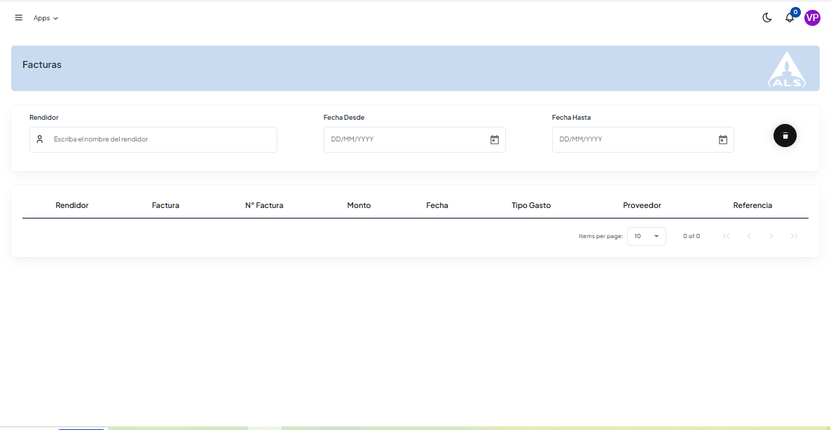 Apps
0
VP
Facturas
ALS
Rendidor
Fecha Desde
Fecha Hasta
Escriba el nombre del rendidor
DD/MM/YYYY
DD/MM/YYYY
Rendidor Factura N° Factura Monto Fecha Tipo Gasto Proveedor Referencia
Items per page: 10 0 of 0